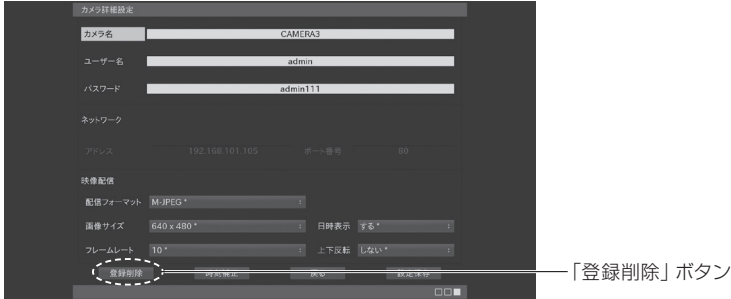 カメラ詳細設定
カメラ名 CAMERA3
ユーザー名 admin
パスワード admin111
ネットワーク
アドレス 192.168.101.105 ポート番号 80
映像配信
配信フォーマット M-JPEG *
画像サイズ 640 x 480 * 日時表示 する *
フレームレート 10 * 上下反転 しない *
登録削除 時刻補正 戻る 設定保存
「登録削除」ボタン